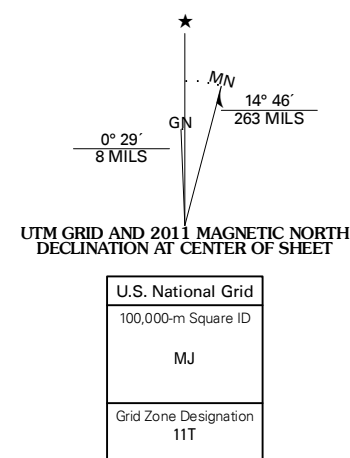 ★
MN
GN
14° 46´
263 MILS
0° 29´
8 MILS
UTM GRID AND 2011 MAGNETIC NORTH
DECLINATION AT CENTER OF SHEET
U.S. National Grid
100,000-m Square ID
MJ
Grid Zone Designation
11T